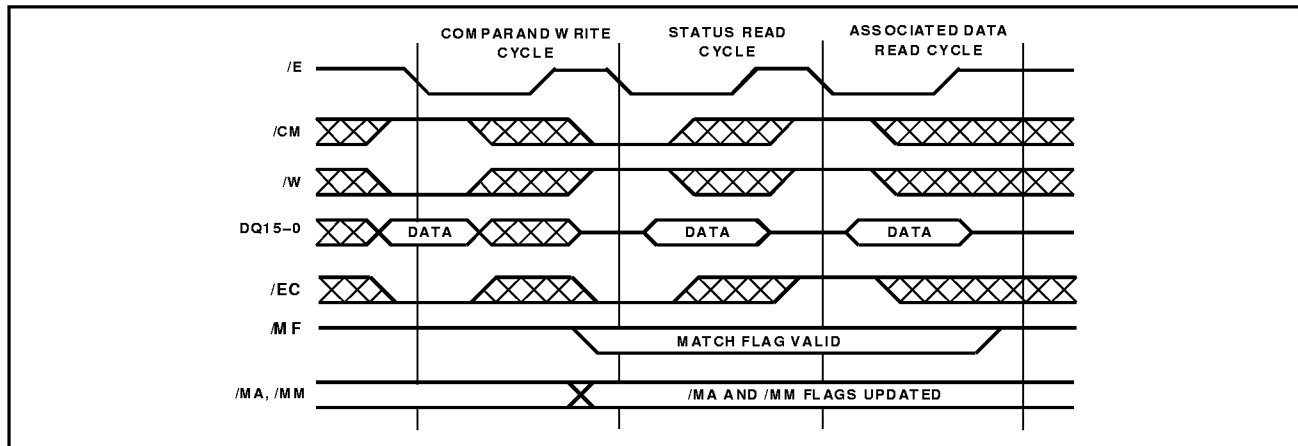 COMPARAND WRITE
CYCLE
STATUS READ
CYCLE
ASSOCIATED DATA
READ CYCLE
/E
/CM
/W
DQ15–0
DATA
DATA
DATA
/EC
/MF
MATCH FLAG VALID
/MA, /MM
/MA AND /MM FLAGS UPDATED